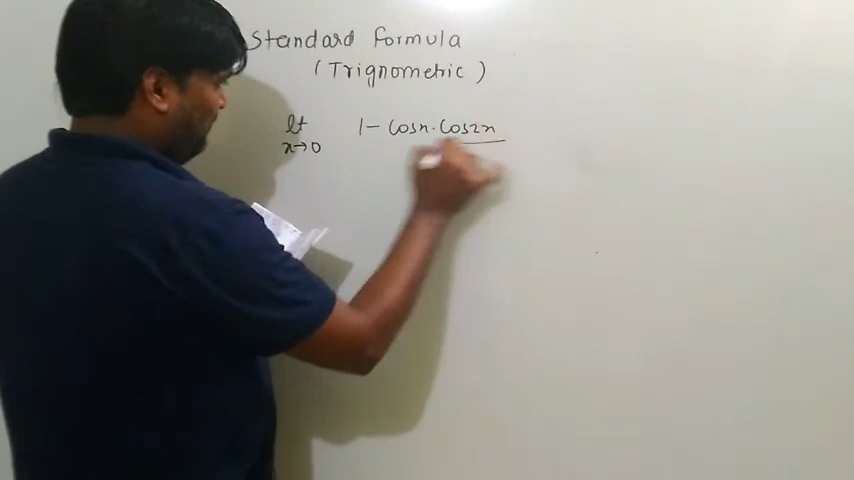 Standard formula
(Trignometric)
lt 1 - Cosx. Cos2x
x→0